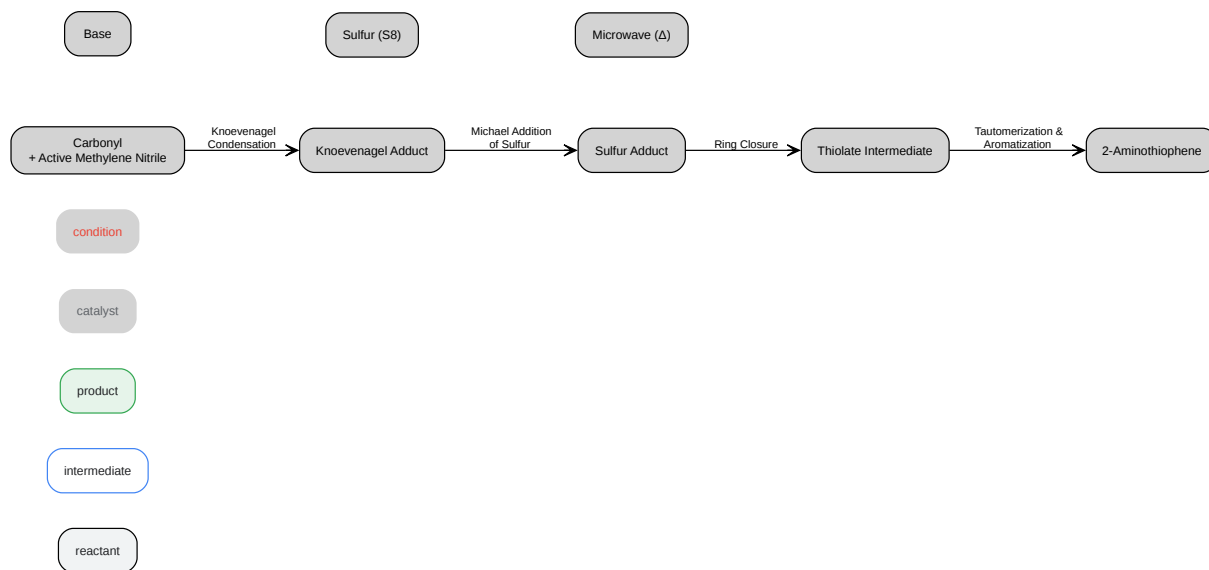 Base
Sulfur (S8)
Microwave (Δ)
Carbonyl
+ Active Methylene Nitrile
Knoevenagel
Condensation
Knoevenagel Adduct
Michael Addition
of Sulfur
Sulfur Adduct
Ring Closure
Thiolate Intermediate
Tautomerization &
Aromatization
2-Aminothiophene
condition
catalyst
product
intermediate
reactant